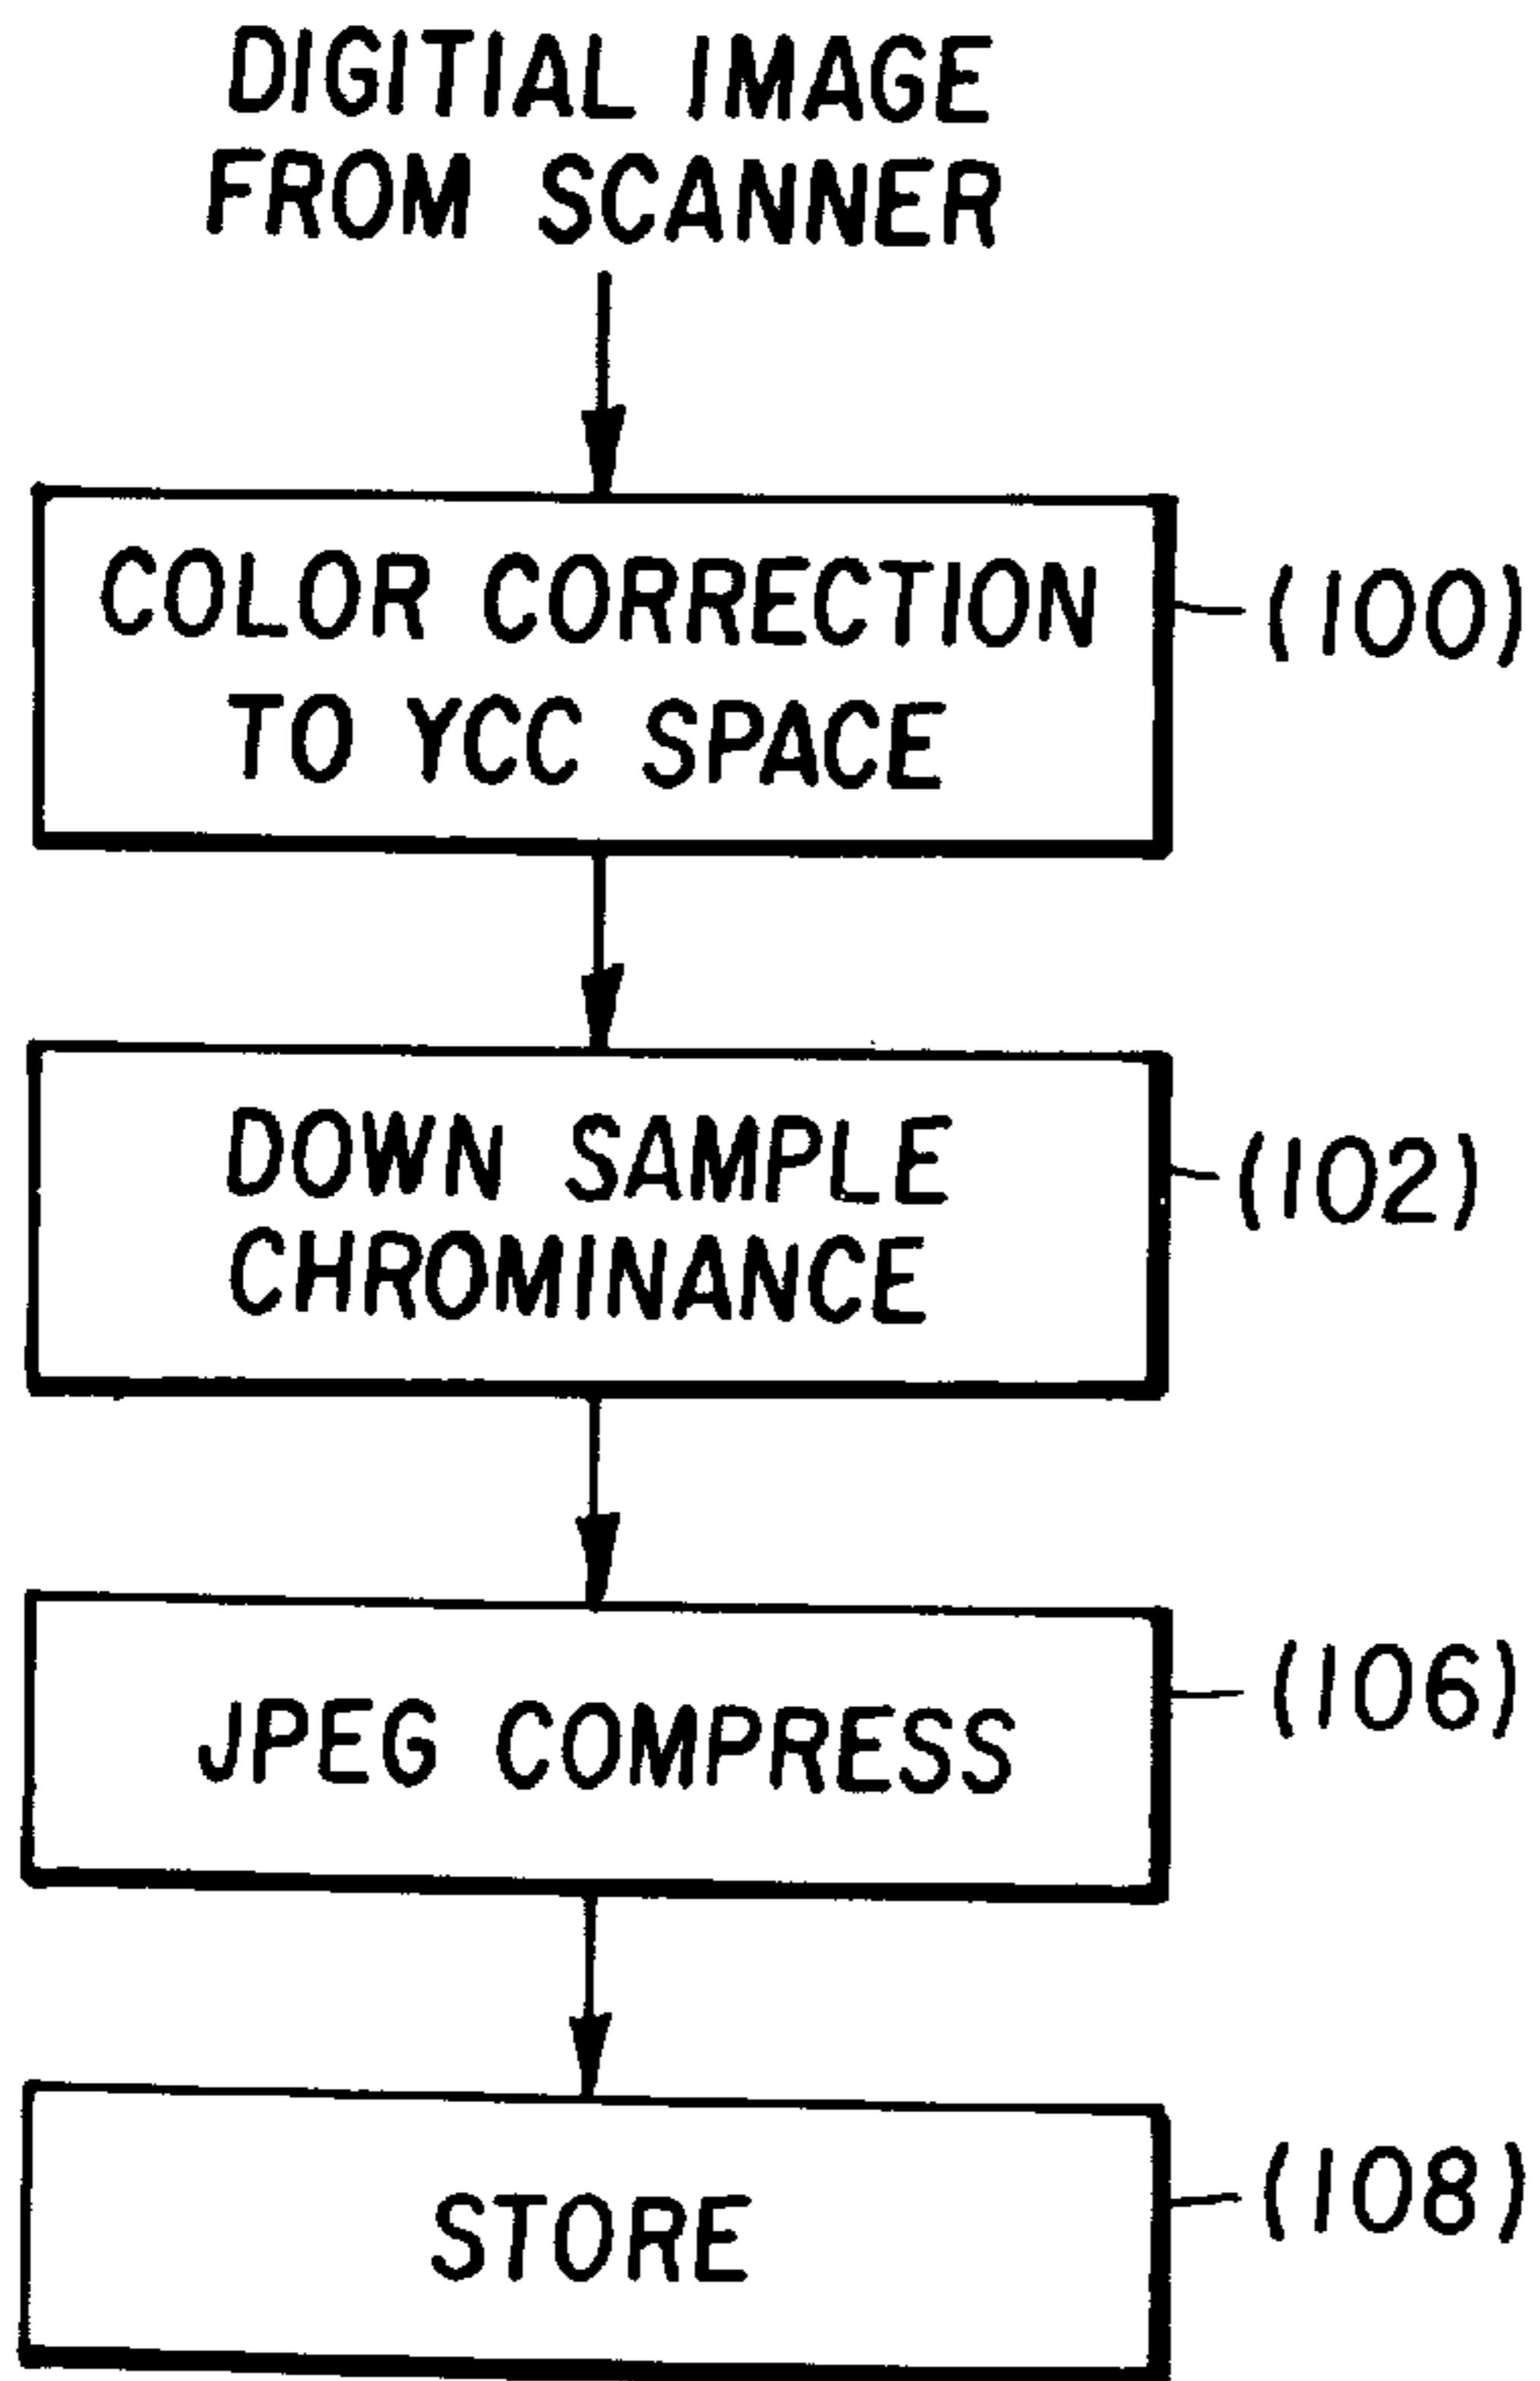 DIGITIAL IMAGE
FROM SCANNER
COLOR CORRECTION
TO YCC SPACE
(100)
DOWN SAMPLE
CHROMINANCE
(102)
JPEG COMPRESS
(106)
STORE
(108)